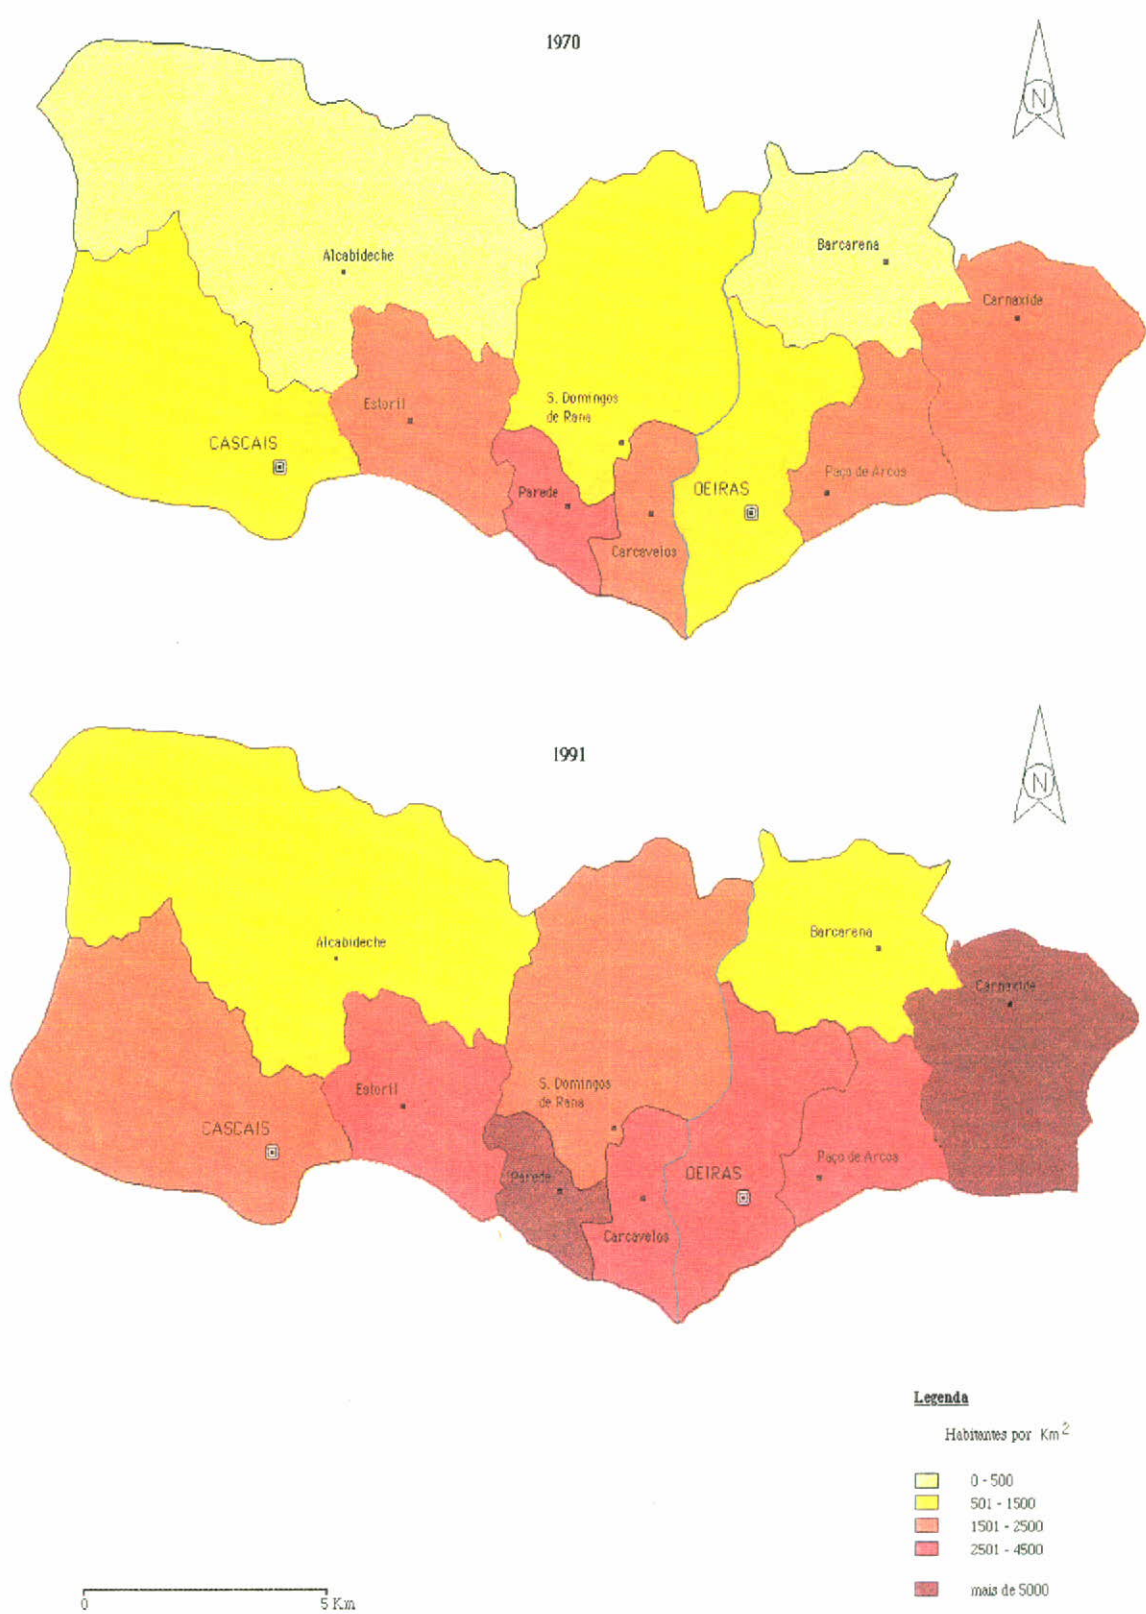 1970
N
Alcabideche
Barcarena
Carnaxide
Estoril
S. Domingos
de Rana
CASCAIS
Parede
OEIRAS
Paço de Arcos
Carcavelos
1991
N
Alcabideche
Barcarena
Carnaxide
Estoril
S. Domingos
de Rana
CASCAIS
Parede
OEIRAS
Paço de Arcos
Carcavelos
Legenda
Habitantes por Km²
0 - 500
501 - 1500
1501 - 2500
2501 - 4500
mais de 5000
0 5 Km